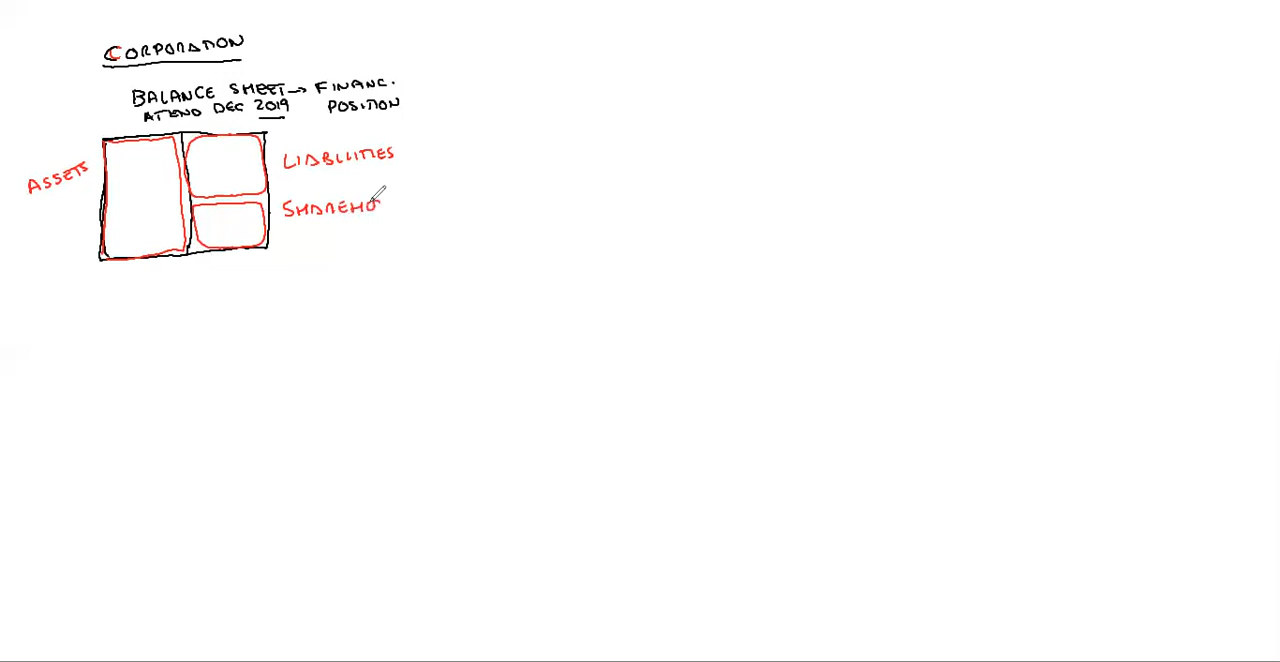 CORPORATION
BALANCE SHEET → FINANC.
AT END DEC 2019 POSITION
ASSETS
LIABILITIES
SHAREHO